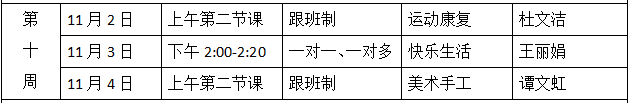 第十周
11月2日 上午第二节课 跟班制 运动康复 杜文洁
11月3日 下午 2:00-2:20 一对一、一对多 快乐生活 王丽娟
11月4日 上午第二节课 跟班制 美术手工 谭文虹